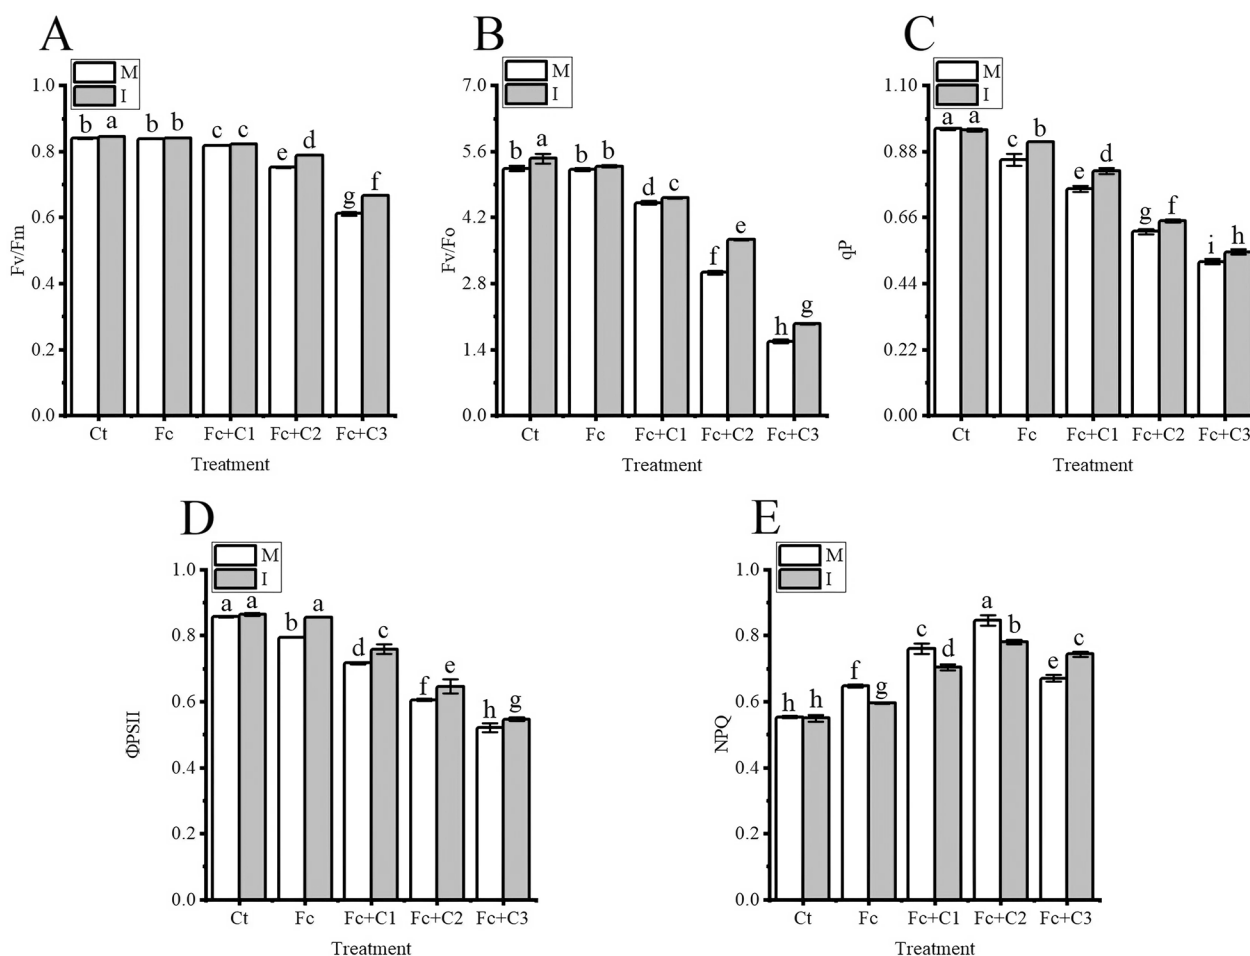 A
M
I
1.0
0.8
0.6
0.4
0.2
0.0
Fv/Fm
b a b b c c e d g f
Ct Fc Fc+C1 Fc+C2 Fc+C3
Treatment
B
M
I
7.0
5.6
4.2
2.8
1.4
0.0
Fv/Fo
b a b b d c f e h g
Ct Fc Fc+C1 Fc+C2 Fc+C3
Treatment
C
M
I
1.10
0.88
0.66
0.44
0.22
0.00
qP
a a c b e d g f i h
Ct Fc Fc+C1 Fc+C2 Fc+C3
Treatment
D
M
I
1.0
0.8
0.6
0.4
0.2
0.0
ΦPSII
a a b a d c f e h g
Ct Fc Fc+C1 Fc+C2 Fc+C3
Treatment
E
M
I
1.0
0.8
0.6
0.4
0.2
0.0
NPQ
h h f g c d a b e c
Ct Fc Fc+C1 Fc+C2 Fc+C3
Treatment